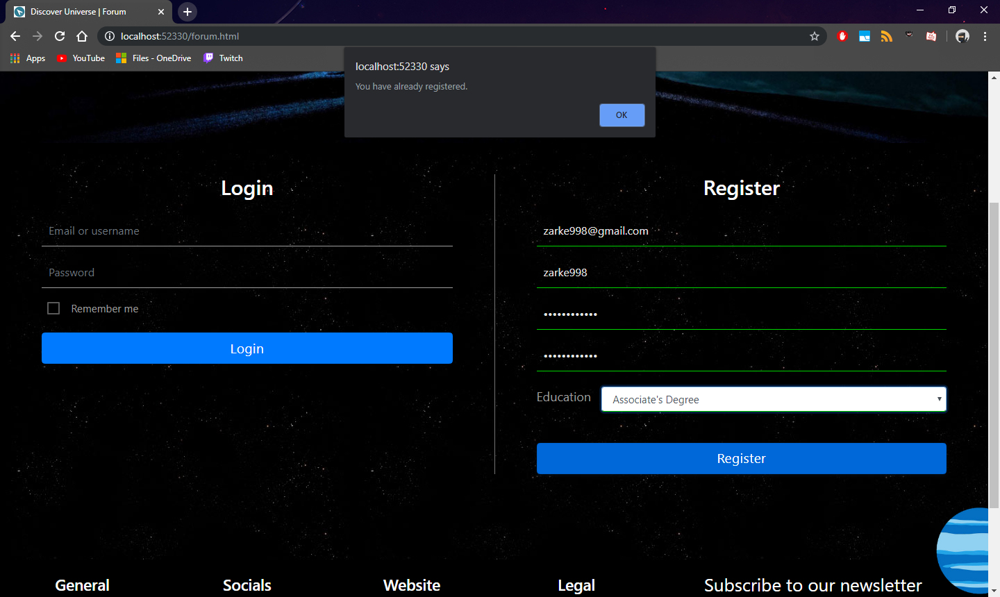 Discover Universe | Forum
localhost:52330/forum.html
Apps YouTube Files - OneDrive Twitch
localhost:52330 says
You have already registered.
OK
Login
Email or username
Password
Remember me
Login
Register
zarke998@gmail.com
zarke998
••••••••••••
••••••••••••
Education Associate's Degree
Register
General Socials Website Legal Subscribe to our newsletter